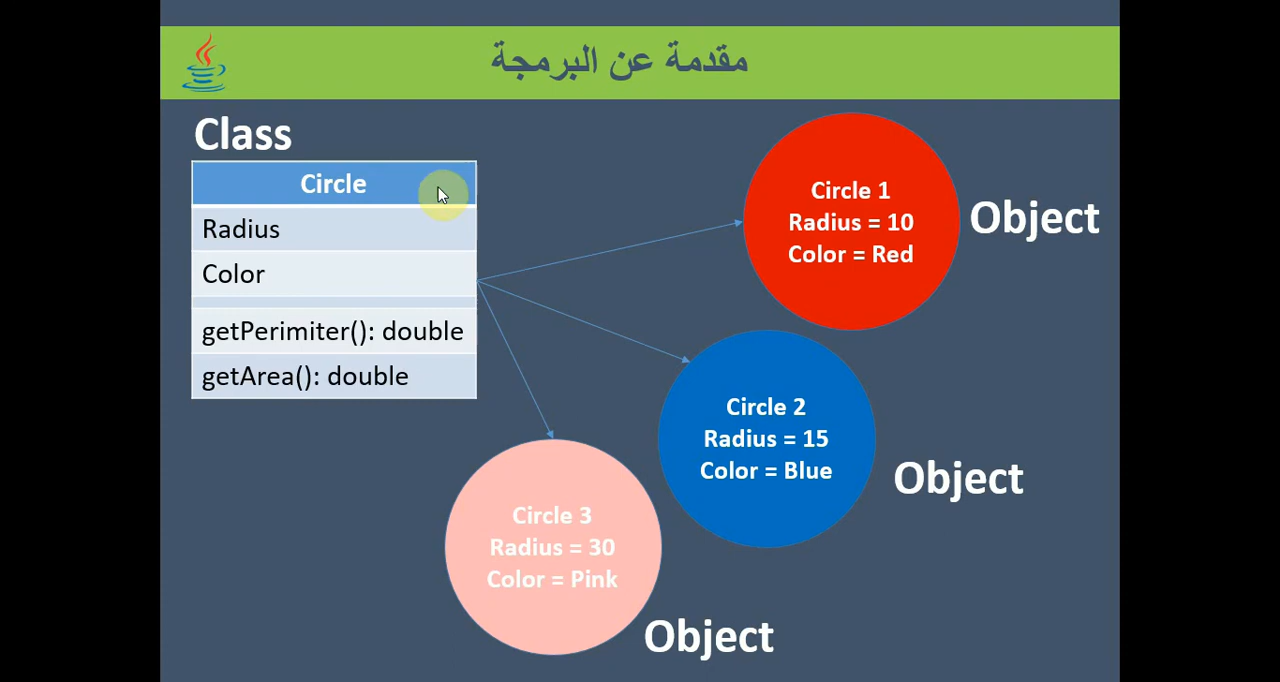 مقدمة عن البرمجة
Class
Circle
Radius
Color
getPerimiter(): double
getArea(): double
Circle 1
Radius = 10
Color = Red
Object
Circle 2
Radius = 15
Color = Blue
Object
Circle 3
Radius = 30
Color = Pink
Object